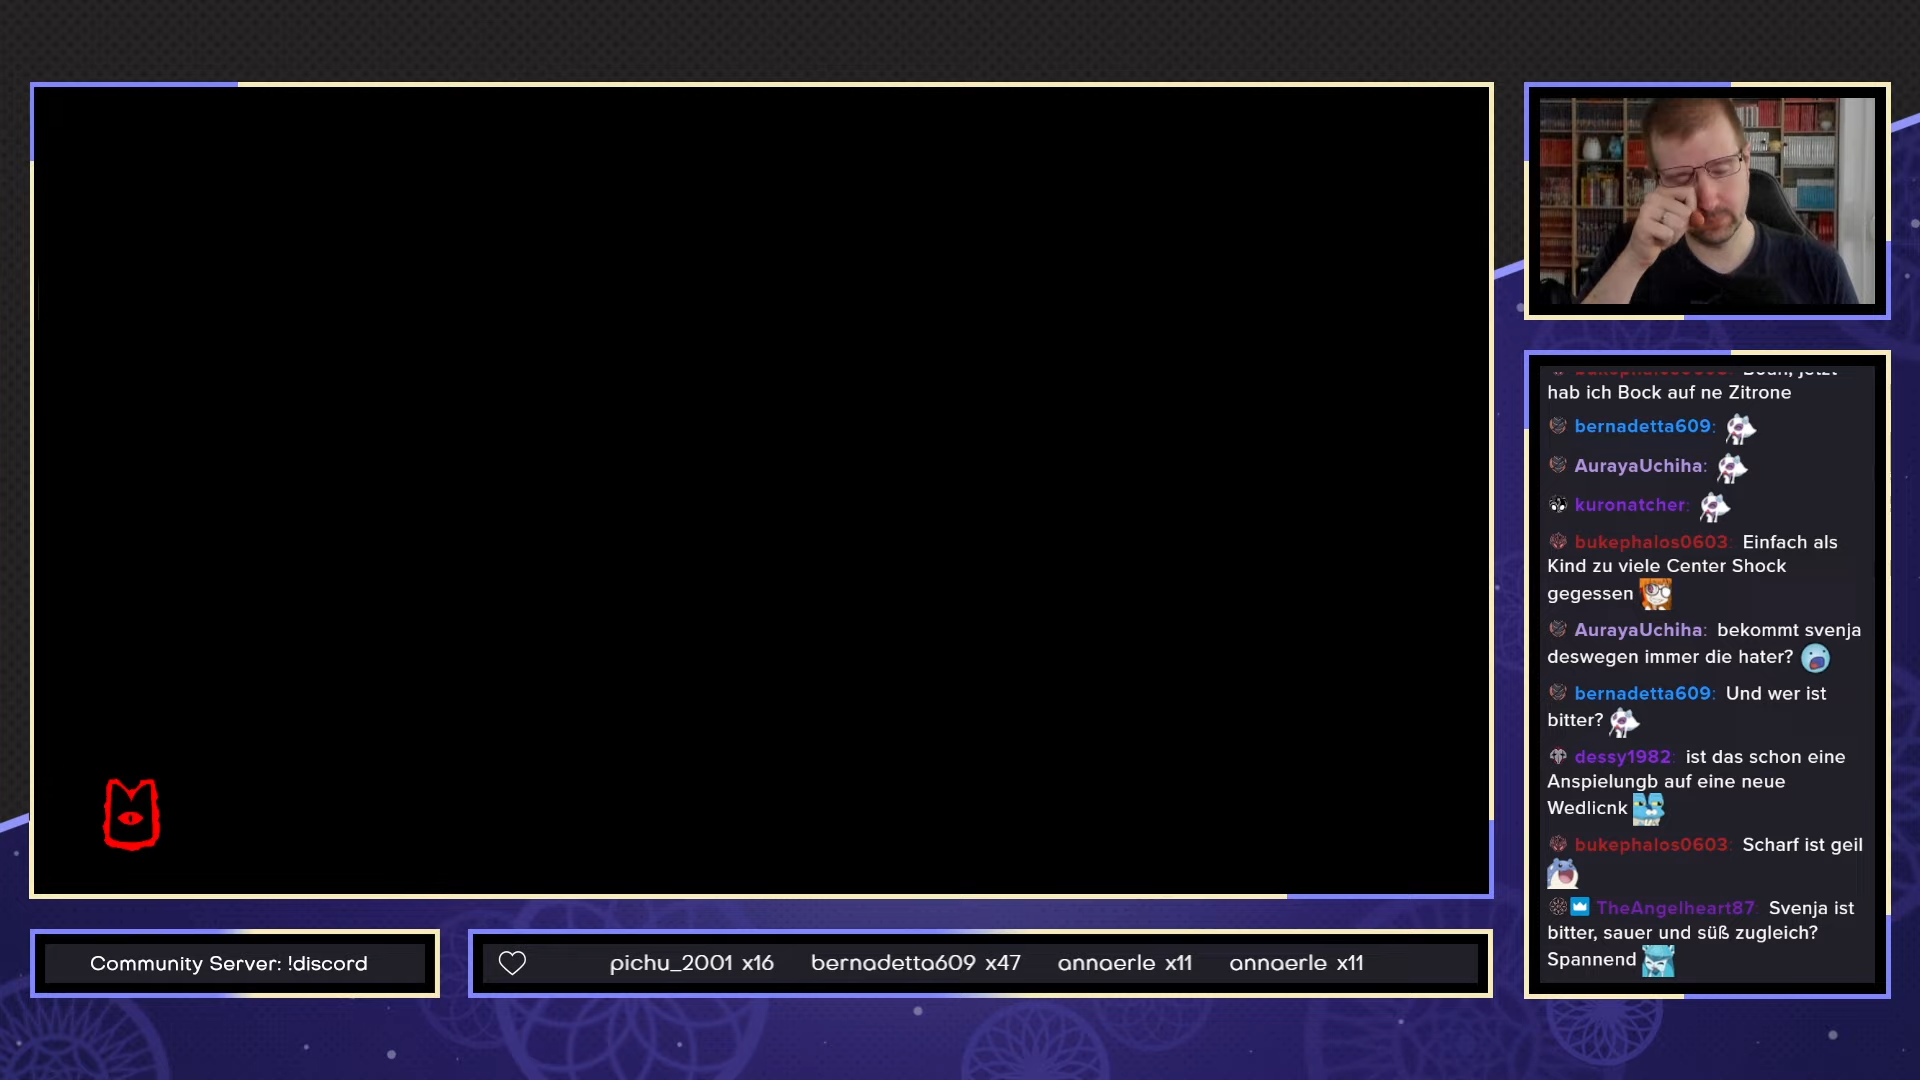 hab ich Bock auf ne Zitrone
bernadetta609:
AurayaUchiha:
kuronatcher:
bukephalos0603: Einfach als
Kind zu viele Center Shock
gegessen
AurayaUchiha: bekommt svenja
deswegen immer die hater?
bernadetta609: Und wer ist
bitter?
dessy1982: ist das schon eine
Anspielungb auf eine neue
Wedlicnk
bukephalos0603: Scharf ist geil
TheAngelheart87: Svenja ist
bitter, sauer und süß zugleich?
Spannend
Community Server: !discord
pichu_2001 x16 bernadetta609 x47 annaerle x11 annaerle x11